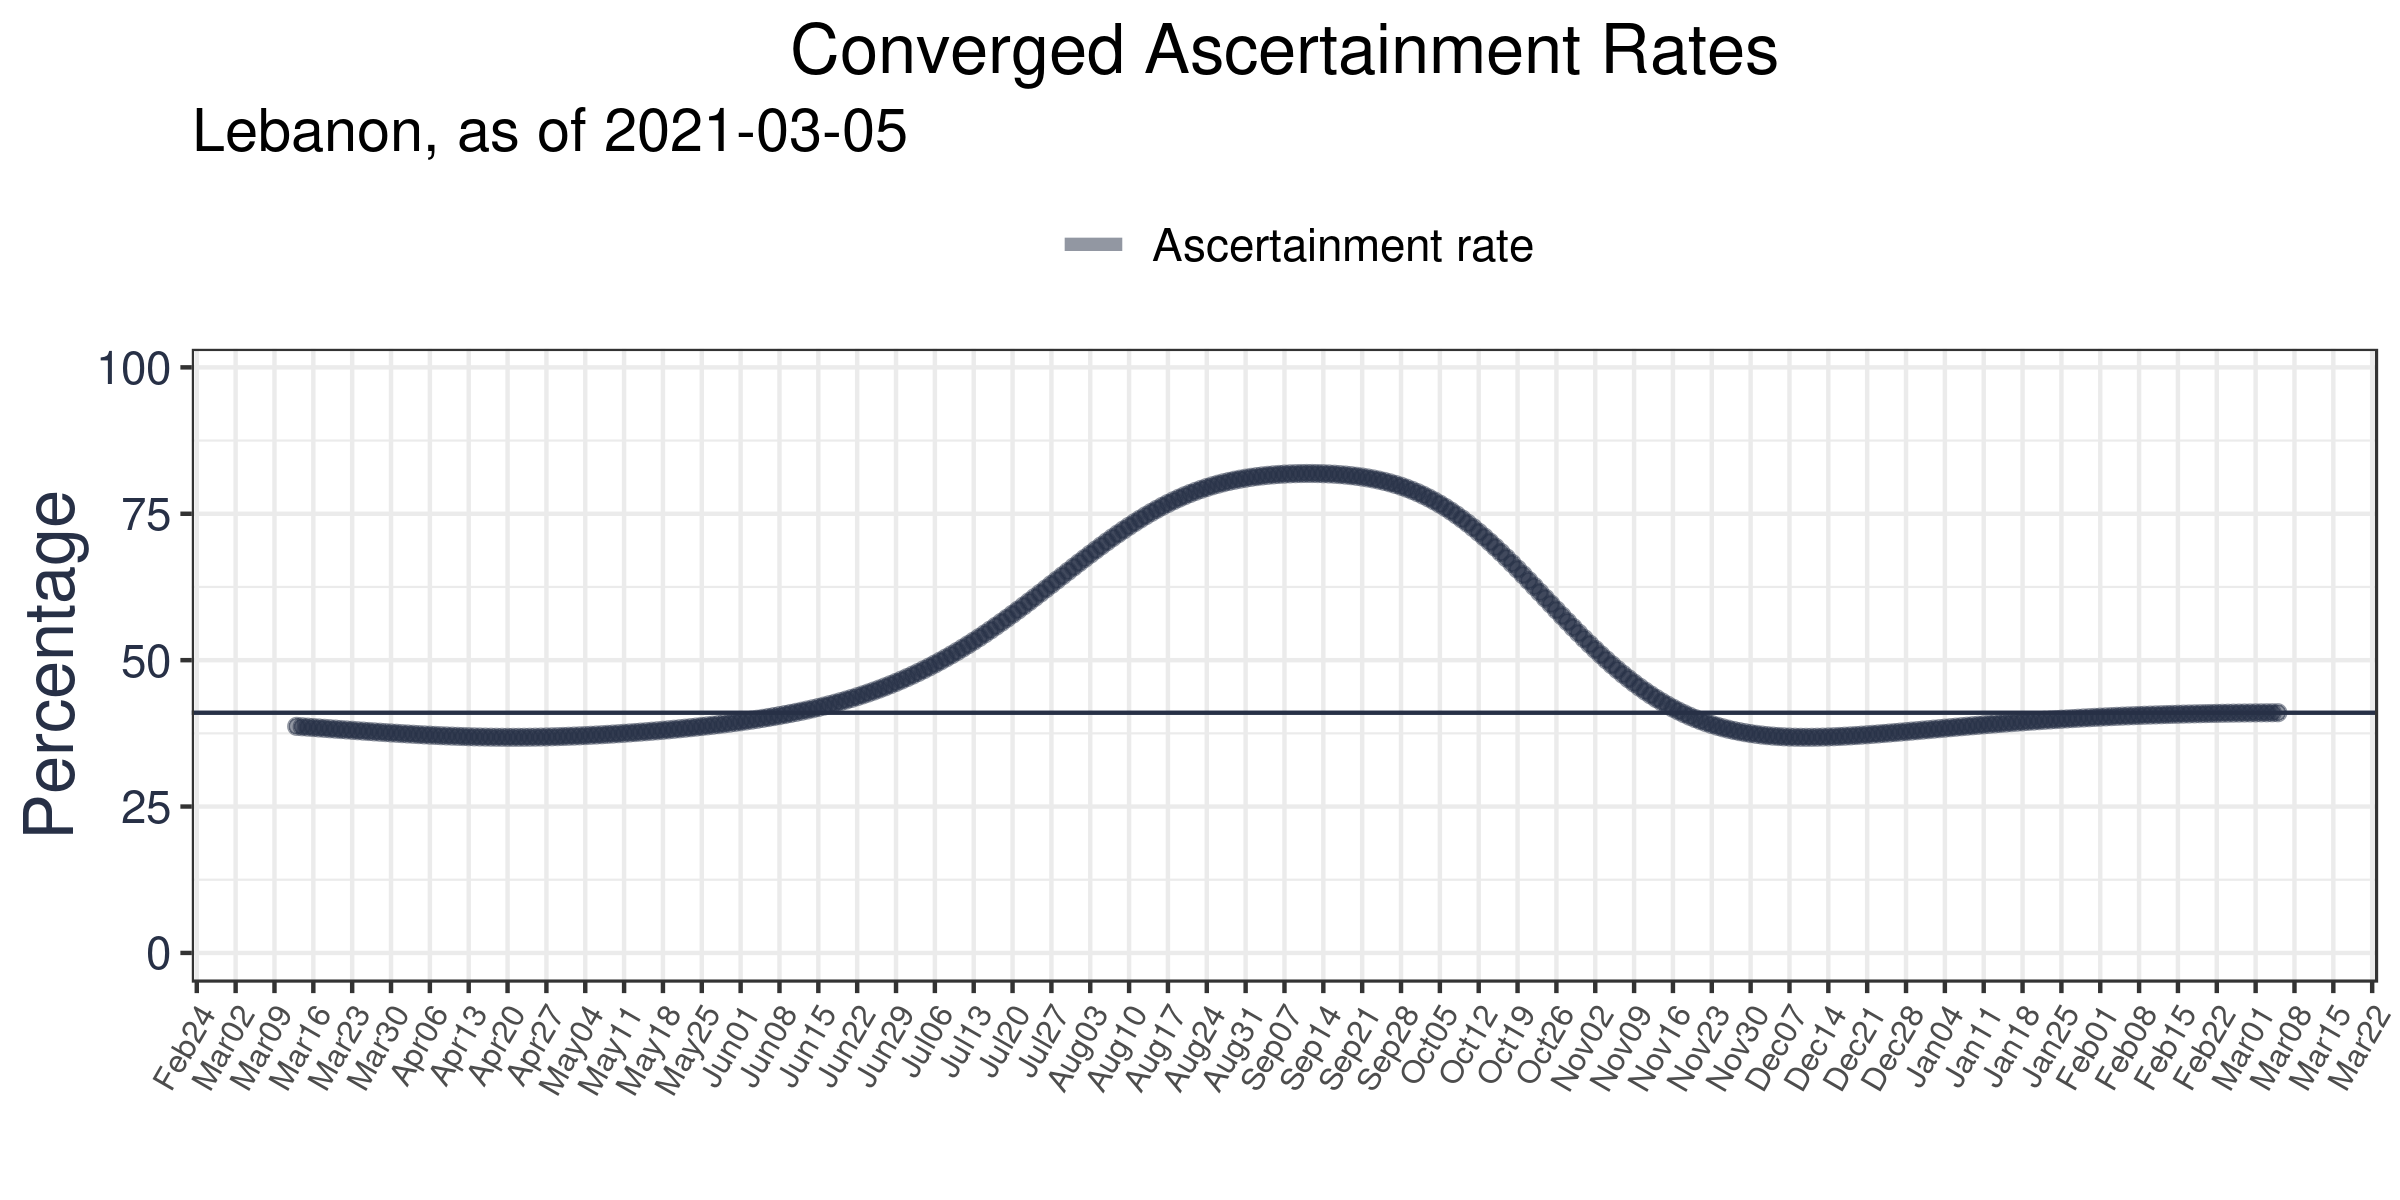 Converged Ascertainment Rates
Lebanon, as of 2021-03-05
Ascertainment rate
Percentage
100
75
50
25
0
Feb24 Mar02 Mar09 Mar16 Mar23 Mar30 Apr06 Apr13 Apr20 Apr27 May04 May11 May18 May25 Jun01 Jun08 Jun15 Jun22 Jun29 Jul06 Jul13 Jul20 Jul27 Aug03 Aug10 Aug17 Aug24 Aug31 Sep07 Sep14 Sep21 Sep28 Oct05 Oct12 Oct19 Oct26 Nov02 Nov09 Nov16 Nov23 Nov30 Dec07 Dec14 Dec21 Dec28 Jan04 Jan11 Jan18 Jan25 Feb01 Feb08 Feb15 Feb22 Mar01 Mar08 Mar15 Mar22